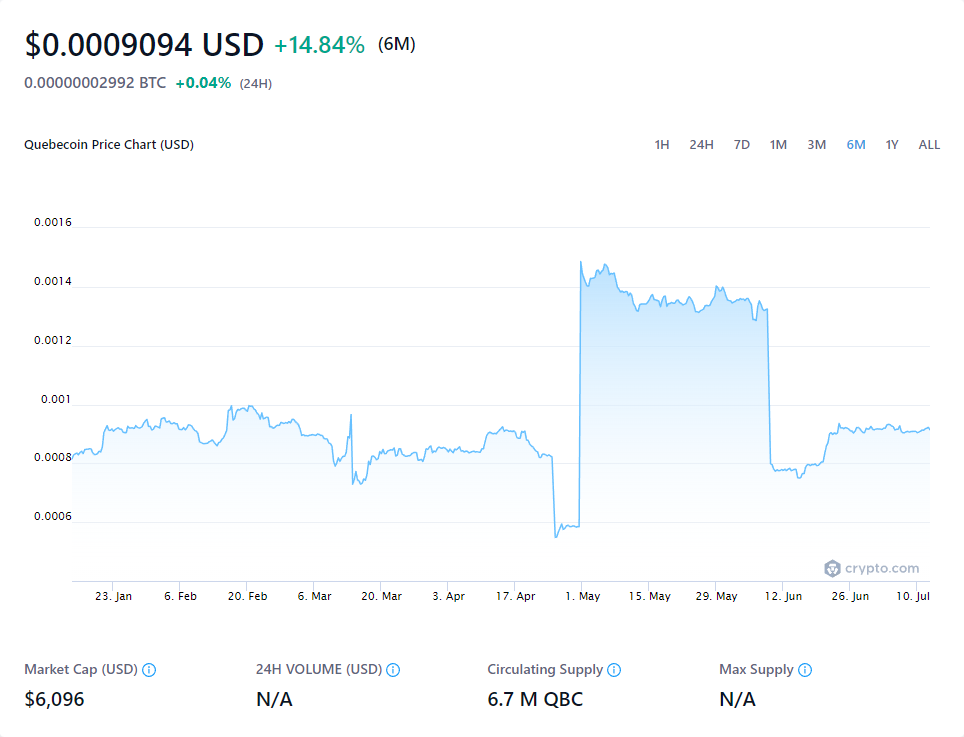 $0.0009094 USD +14.84% (6M)
0.00000002992 BTC +0.04% (24H)
Quebecoin Price Chart (USD) 1H 24H 7D 1M 3M 6M 1Y ALL
0.0016
0.0014
0.0012
0.001
0.0008
0.0006
crypto.com
23. Jan 6. Feb 20. Feb 6. Mar 20. Mar 3. Apr 17. Apr 1. May 15. May 29. May 12. Jun 26. Jun 10. Jul
Market Cap (USD) 24H VOLUME (USD) Circulating Supply Max Supply
$6,096 N/A 6.7 M QBC N/A